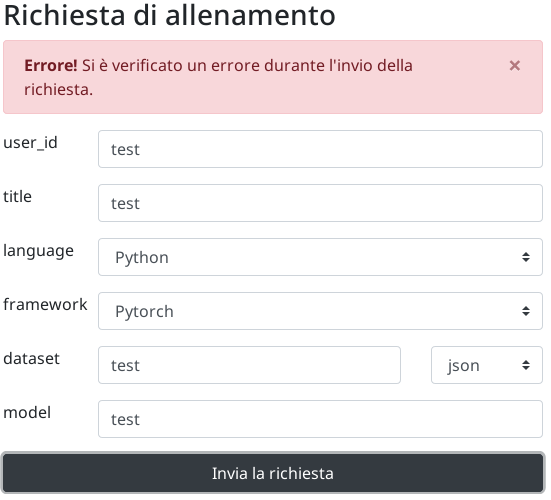 Richiesta di allenamento
Errore! Si è verificato un errore durante l'invio della
richiesta.
×
user_id
test
title
test
language
Python
framework
Pytorch
dataset
test
json
model
test
Invia la richiesta